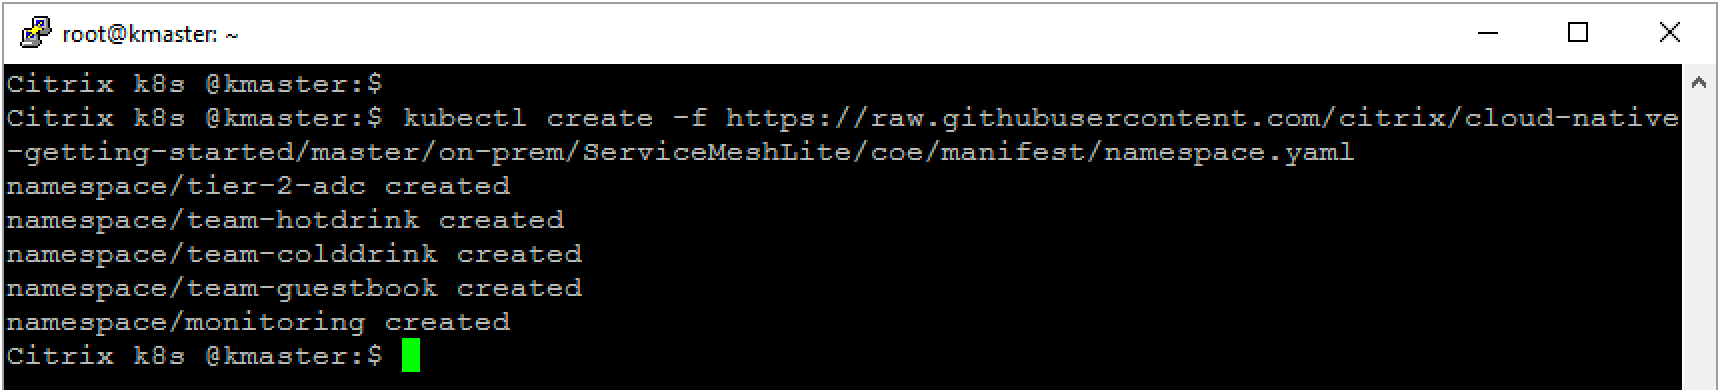 root@kmaster: ~
Citrix k8s @kmaster:$
Citrix k8s @kmaster:$ kubectl create -f https://raw.githubusercontent.com/citrix/cloud-native
-getting-started/master/on-prem/ServiceMeshLite/coe/manifest/namespace.yaml
namespace/tier-2-adc created
namespace/team-hotdrink created
namespace/team-colddrink created
namespace/team-guestbook created
namespace/monitoring created
Citrix k8s @kmaster:$